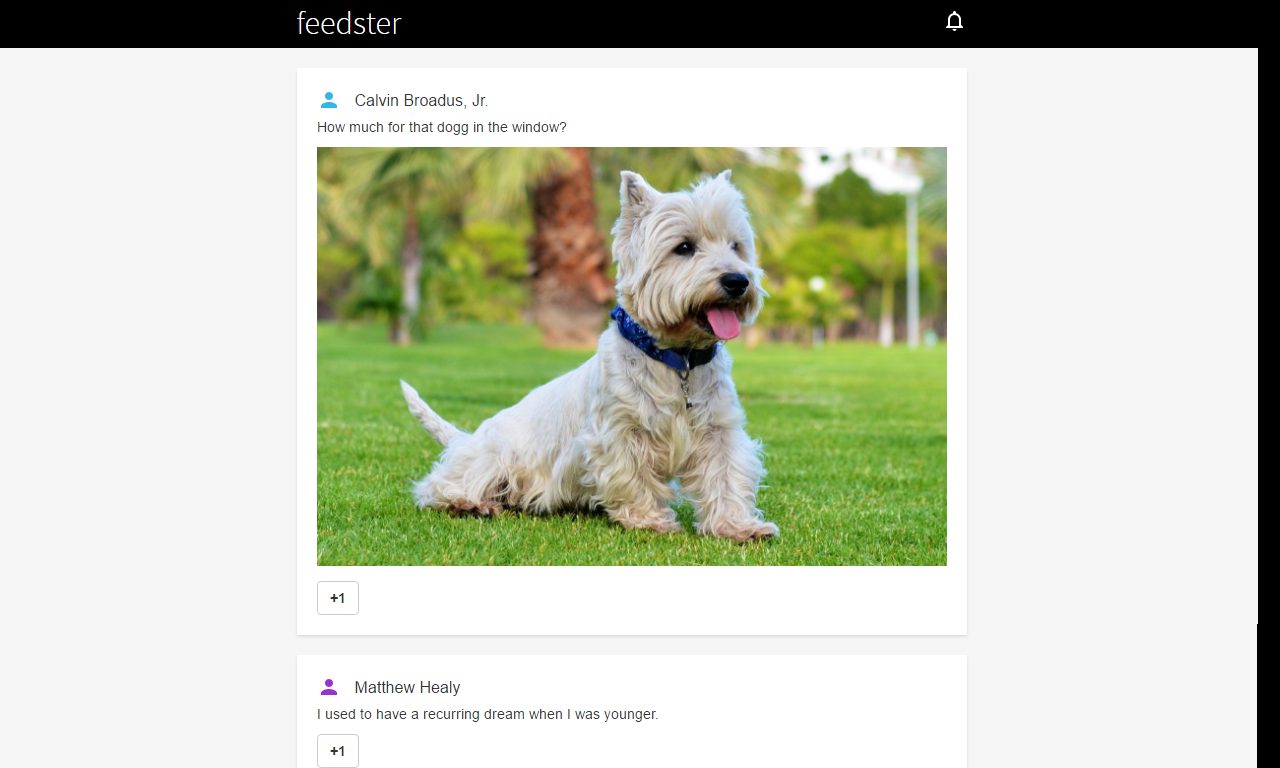 feedster
Calvin Broadus, Jr.
How much for that dogg in the window?
+1
Matthew Healy
I used to have a recurring dream when I was younger.
+1